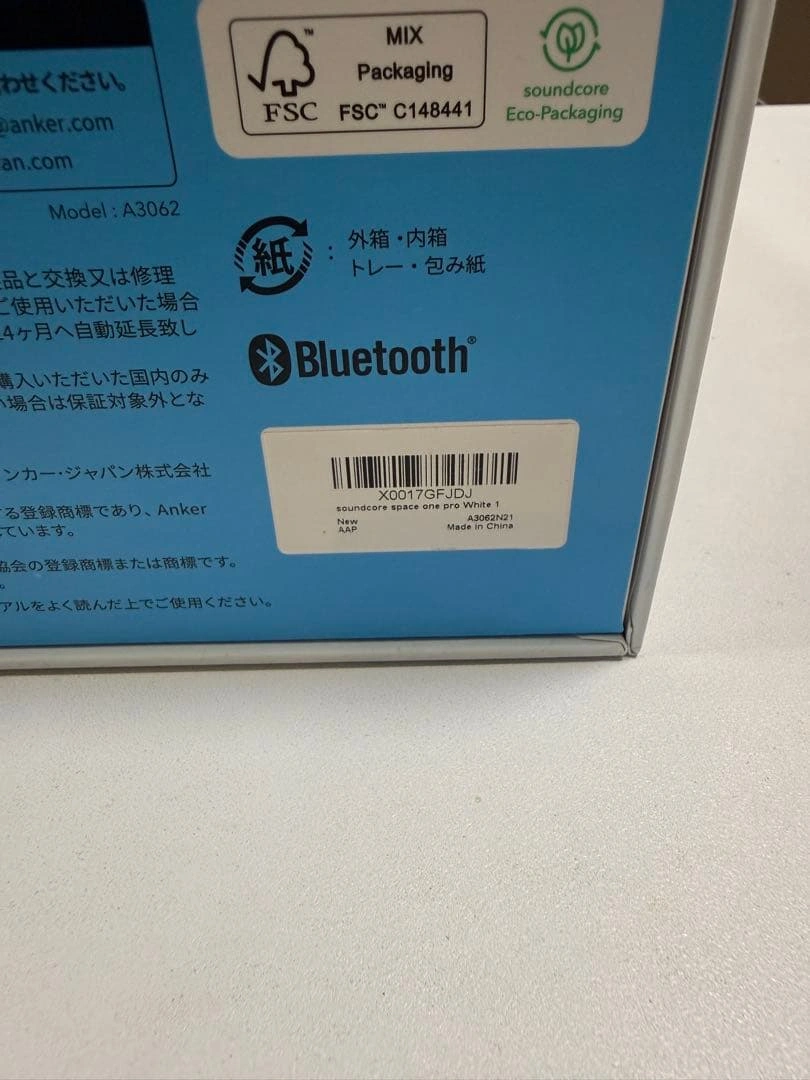 わせください。
@anker.com
an.com
Model : A3062
FSC™
MIX
Packaging
FSC™ C148441
soundcore
Eco-Packaging
紙 : 外箱・内箱
トレー・包み紙
品と交換又は修理
ご使用いただいた場合
4ヶ月へ自動延長致し
購入いただいた国内のみ
い場合は保証対象外とな
Bluetooth®
ンカー・ジャパン株式会社
する登録商標であり、Anker
ています。
協会の登録商標または商標です。
アルをよく読んだ上でご使用ください。
X0017GFJDJ
soundcore space one pro White 1
New A3062N21
AAP Made in China